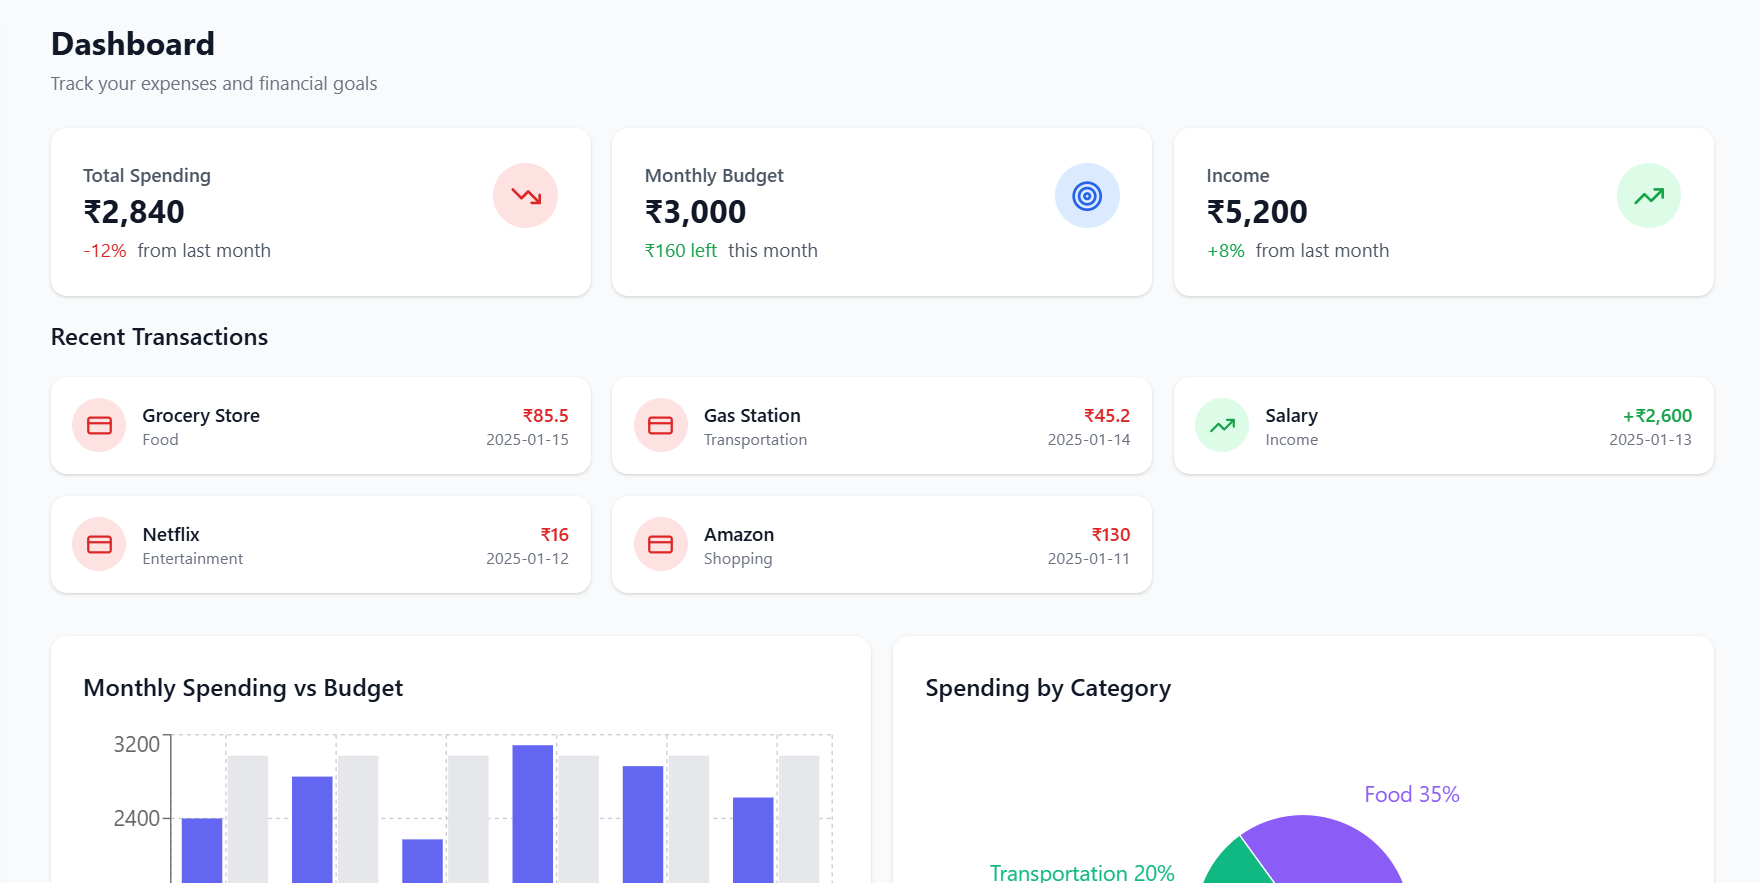 Dashboard
Track your expenses and financial goals
Total Spending
₹2,840
-12% from last month
Monthly Budget
₹3,000
₹160 left this month
Income
₹5,200
+8% from last month
Recent Transactions
Grocery Store
₹85.5
Food
2025-01-15
Gas Station
₹45.2
Transportation
2025-01-14
Salary
+₹2,600
Income
2025-01-13
Netflix
₹16
Entertainment
2025-01-12
Amazon
₹130
Shopping
2025-01-11
Monthly Spending vs Budget
3200
2400
Spending by Category
Food 35%
Transportation 20%